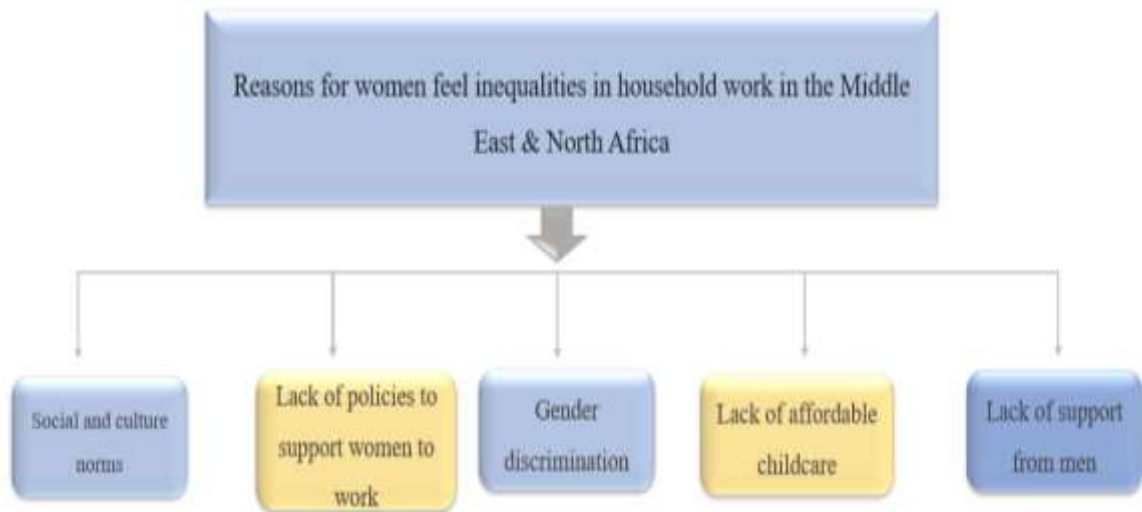 Reasons for women feel inequalities in household work in the Middle
East & North Africa
Social and culture
norms
Lack of policies to
support women to
work
Gender
discrimination
Lack of affordable
childcare
Lack of support
from men